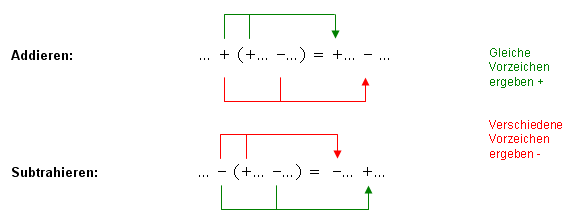 Addieren: ... + (+... -...) = +... - ...
Gleiche
Vorzeichen
ergeben +
Verschiedene
Vorzeichen
ergeben -
Subtrahieren: ... - (+... -...) = -... +...